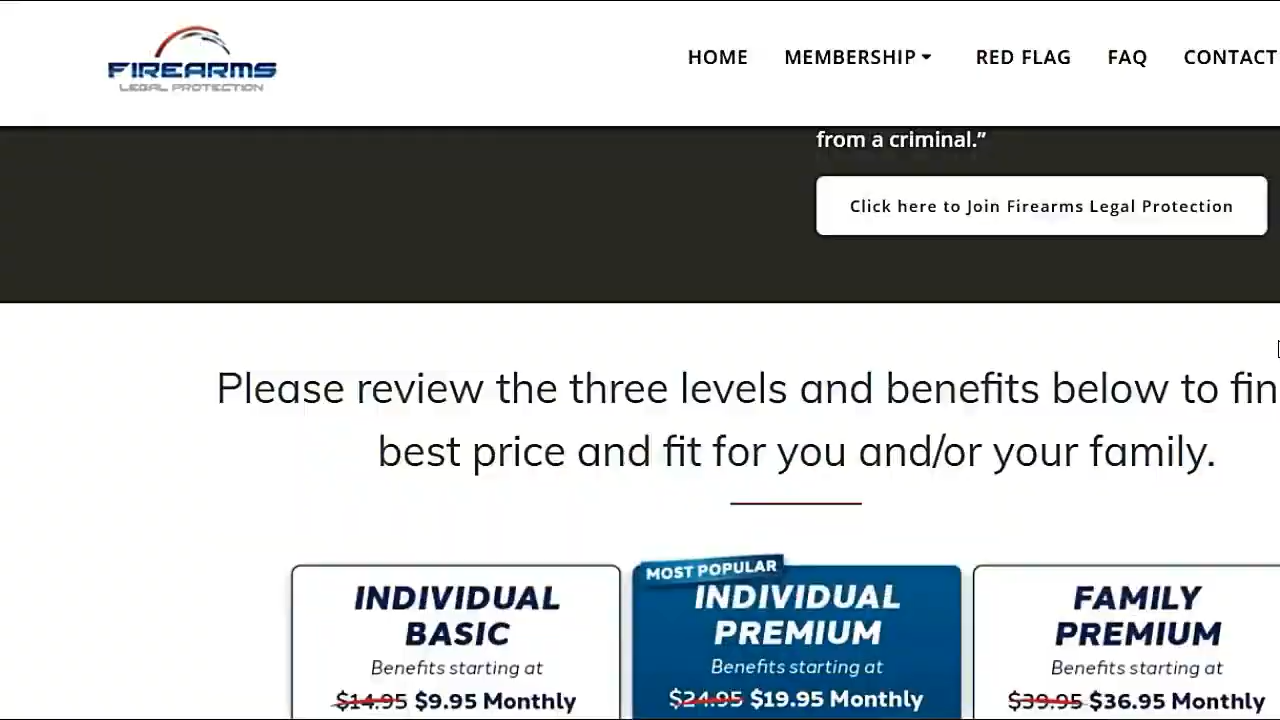 FIREARMS
LEGAL PROTECTION
HOME MEMBERSHIP RED FLAG FAQ CONTACT
from a criminal.”
Click here to Join Firearms Legal Protection
Please review the three levels and benefits below to fin
best price and fit for you and/or your family.
MOST POPULAR
INDIVIDUAL
BASIC
Benefits starting at
$14.95 $9.95 Monthly
INDIVIDUAL
PREMIUM
Benefits starting at
$24.95 $19.95 Monthly
FAMILY
PREMIUM
Benefits starting at
$39.95 $36.95 Monthly